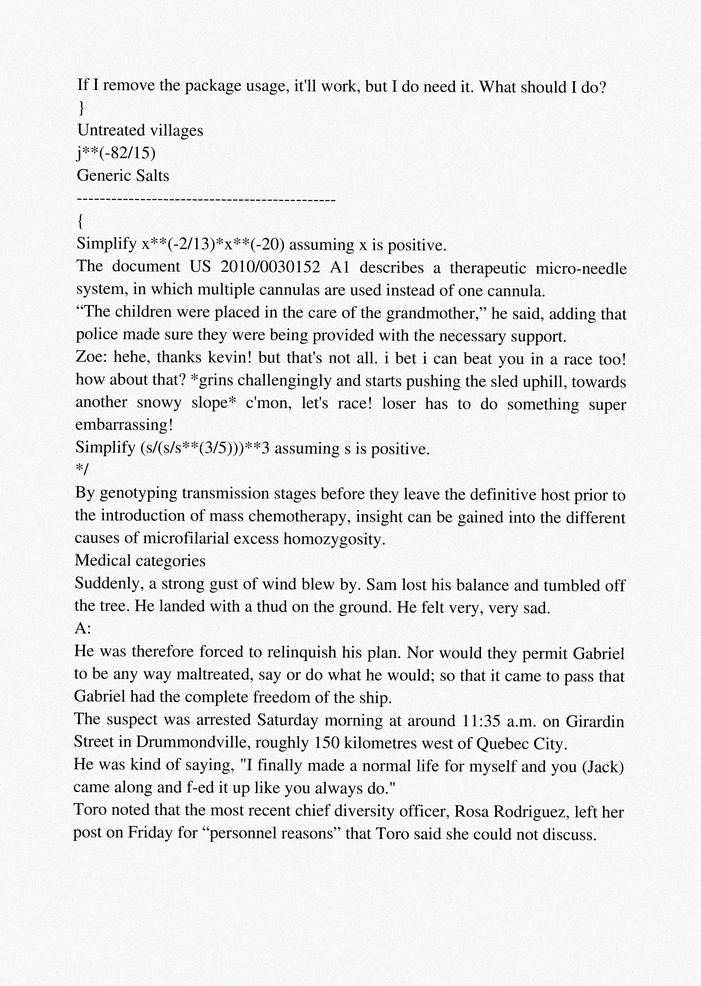 If I remove the package usage, it'll work, but I do need it. What should I do?
}
Untreated villages
j**(-82/15)
Generic Salts
----------------------------------------------
{
Simplify x**(-2/13)*x**(-20) assuming x is positive.
The document US 2010/0030152 A1 describes a therapeutic micro-needle
system, in which multiple cannulas are used instead of one cannula.
“The children were placed in the care of the grandmother,” he said, adding that
police made sure they were being provided with the necessary support.
Zoe: hehe, thanks kevin! but that's not all. i bet i can beat you in a race too!
how about that? *grins challengingly and starts pushing the sled uphill, towards
another snowy slope* c'mon, let's race! loser has to do something super
embarrassing!
Simplify (s/(s/s**(3/5)))**3 assuming s is positive.
*/
By genotyping transmission stages before they leave the definitive host prior to
the introduction of mass chemotherapy, insight can be gained into the different
causes of microfilarial excess homozygosity.
Medical categories
Suddenly, a strong gust of wind blew by. Sam lost his balance and tumbled off
the tree. He landed with a thud on the ground. He felt very, very sad.
A:
He was therefore forced to relinquish his plan. Nor would they permit Gabriel
to be any way maltreated, say or do what he would; so that it came to pass that
Gabriel had the complete freedom of the ship.
The suspect was arrested Saturday morning at around 11:35 a.m. on Girardin
Street in Drummondville, roughly 150 kilometres west of Quebec City.
He was kind of saying, "I finally made a normal life for myself and you (Jack)
came along and f-ed it up like you always do."
Toro noted that the most recent chief diversity officer, Rosa Rodriguez, left her
post on Friday for “personnel reasons” that Toro said she could not discuss.